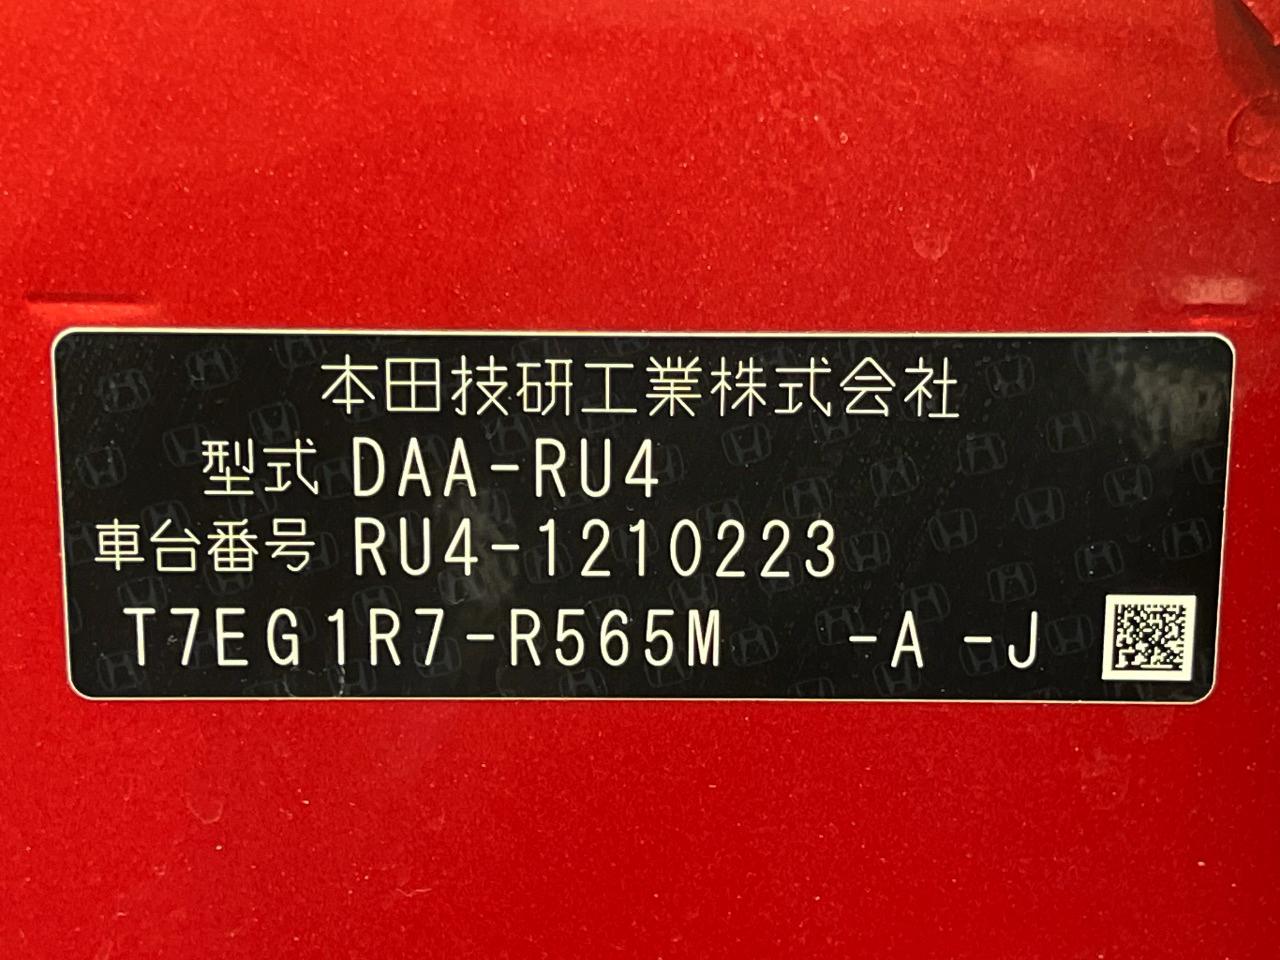 本田技研工業株式会社
型式 DAA-RU4
車台番号 RU4-1210223
T7EG1R7-R565M -A -J